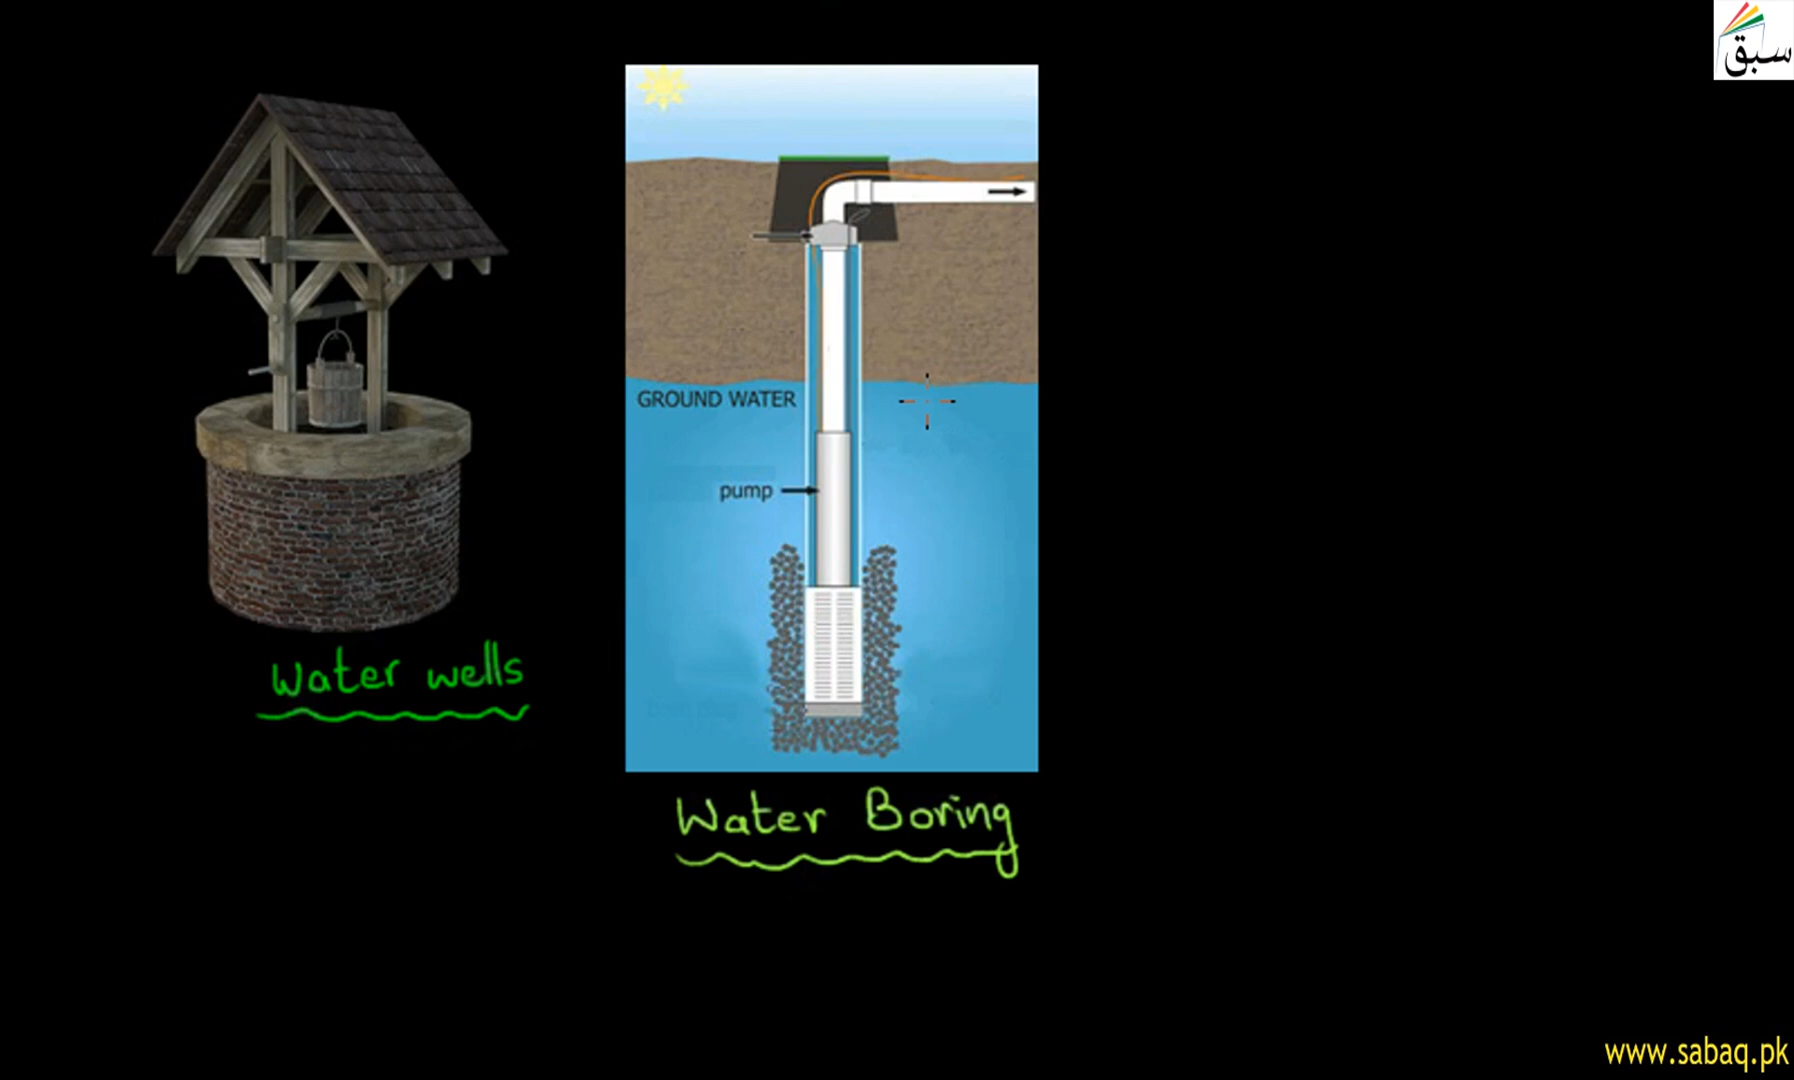 سبق
GROUND WATER
pump
Water wells
Water Boring
www.sabaq.pk